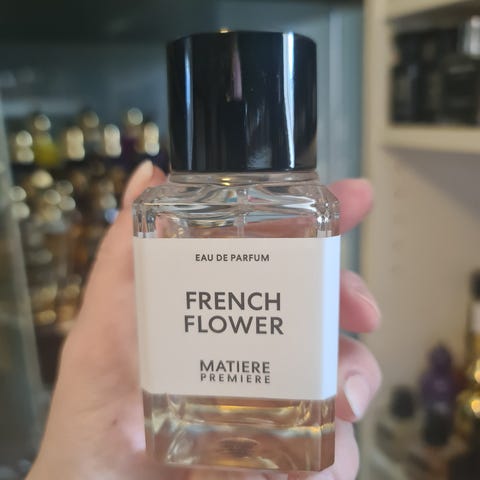 EAU DE PARFUM
FRENCH
FLOWER
MATIERE
PREMIERE